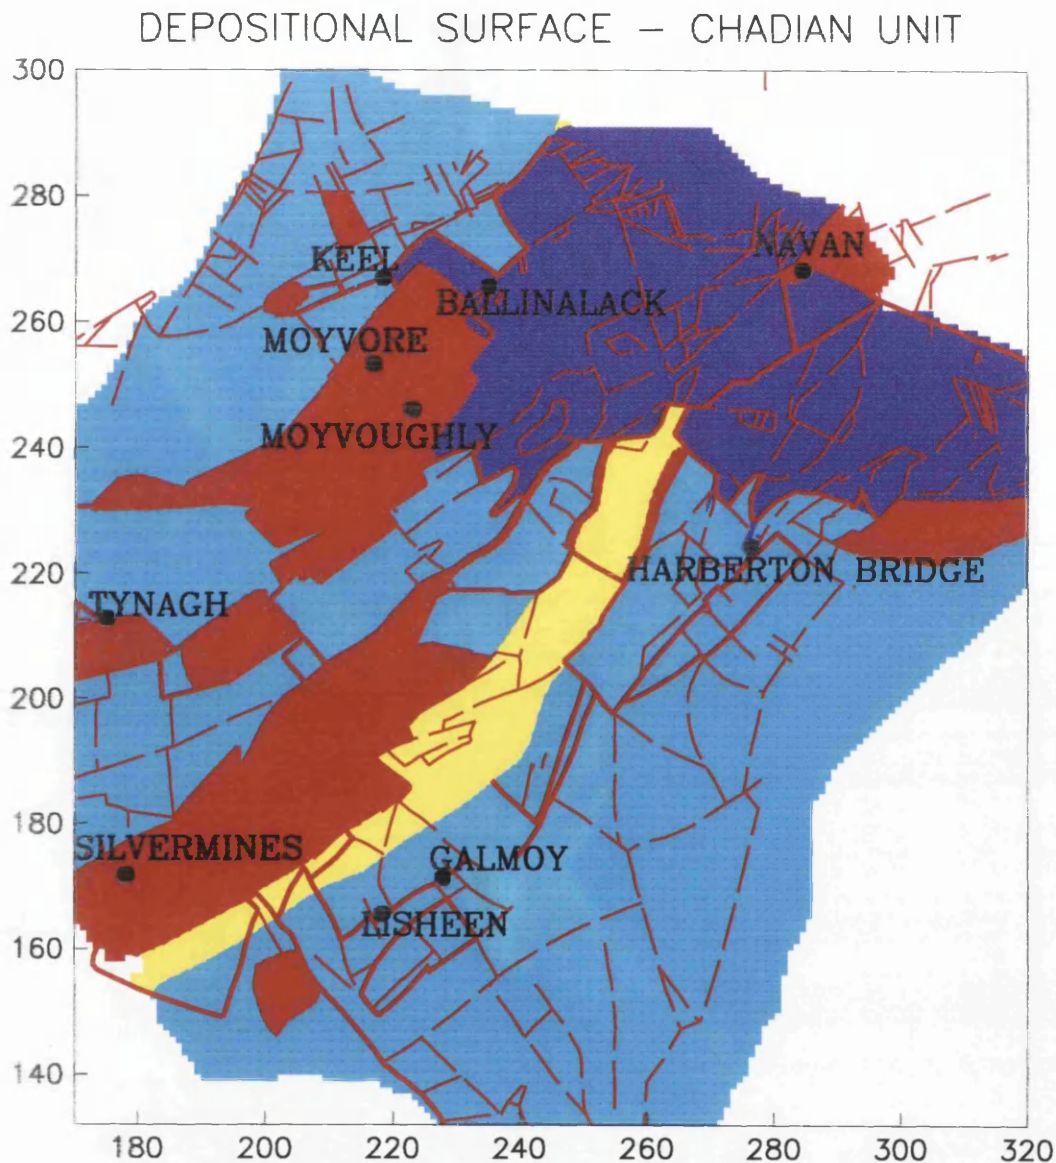 DEPOSITIONAL SURFACE – CHADIAN UNIT
300
280
NAVAN
KEEL
BALLINALACK
260
MOYVORE
MOYVOUGHLY
240
HARBERTON BRIDGE
220
TYNAGH
200
180
SILVERMINES
GALMOY
LISHEEN
160
140
180 200 220 240 260 280 300 320